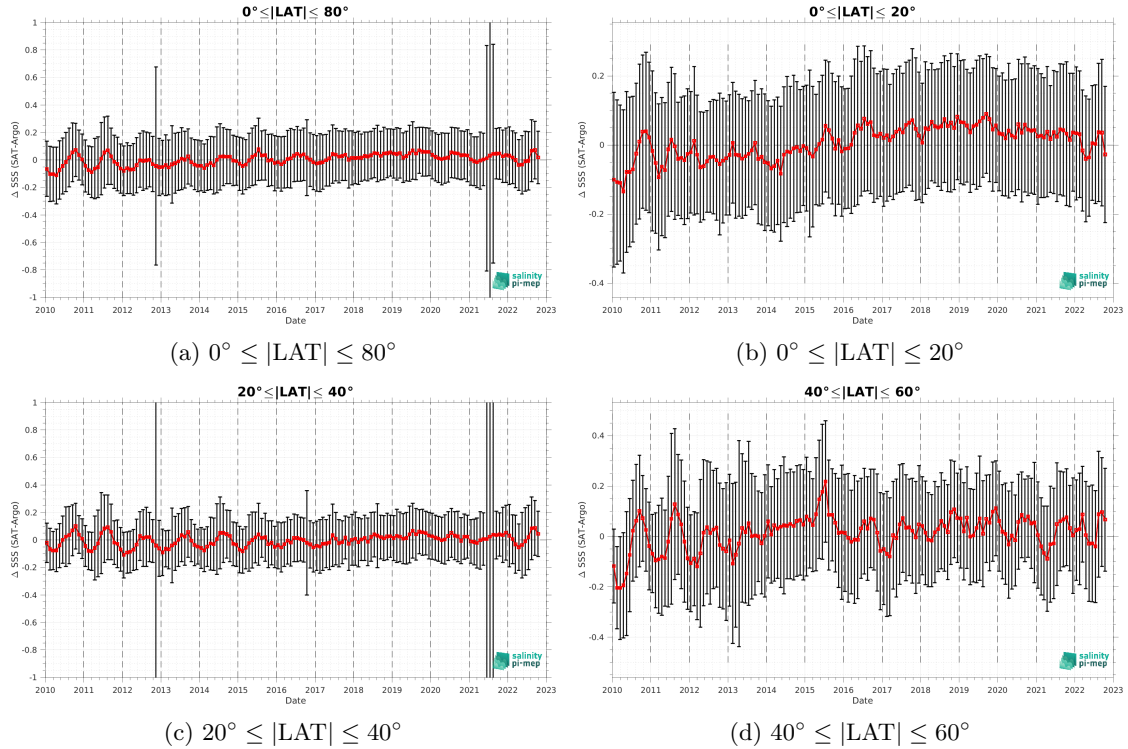 0°≤|LAT|≤ 80°
1
0.8
0.6
0.4
0.2
0
-0.2
-0.4
-0.6
-0.8
-1
Δ SSS (SAT-Argo)
2010 2011 2012 2013 2014 2015 2016 2017 2018 2019 2020 2021 2022 2023
Date
salinity
pi-mep
(a) 0° ≤ |LAT| ≤ 80°
0°≤|LAT|≤ 20°
0.2
0
-0.2
-0.4
Δ SSS (SAT-Argo)
2010 2011 2012 2013 2014 2015 2016 2017 2018 2019 2020 2021 2022 2023
Date
salinity
pi-mep
(b) 0° ≤ |LAT| ≤ 20°
20°≤|LAT|≤ 40°
1
0.8
0.6
0.4
0.2
0
-0.2
-0.4
-0.6
-0.8
-1
Δ SSS (SAT-Argo)
2010 2011 2012 2013 2014 2015 2016 2017 2018 2019 2020 2021 2022 2023
Date
salinity
pi-mep
(c) 20° ≤ |LAT| ≤ 40°
40°≤|LAT|≤ 60°
0.4
0.2
0
-0.2
-0.4
Δ SSS (SAT-Argo)
2010 2011 2012 2013 2014 2015 2016 2017 2018 2019 2020 2021 2022 2023
Date
salinity
pi-mep
(d) 40° ≤ |LAT| ≤ 60°